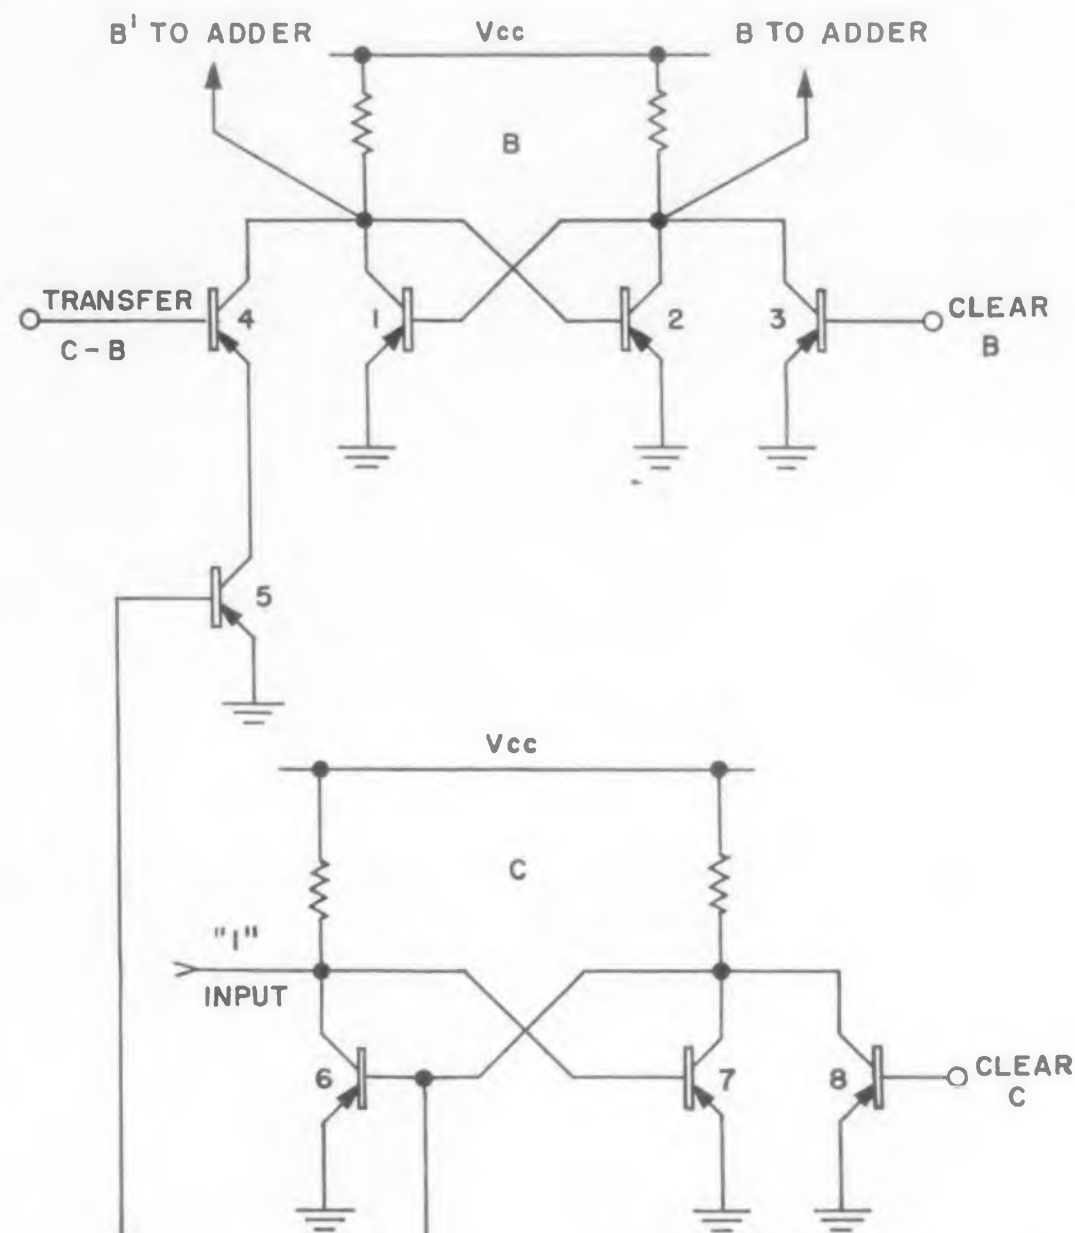 B' TO ADDER
Vcc
B TO ADDER
B
TRANSFER
C-B
4
1
2
3
CLEAR
B
5
Vcc
C
"1"
INPUT
6
7
8
CLEAR
C